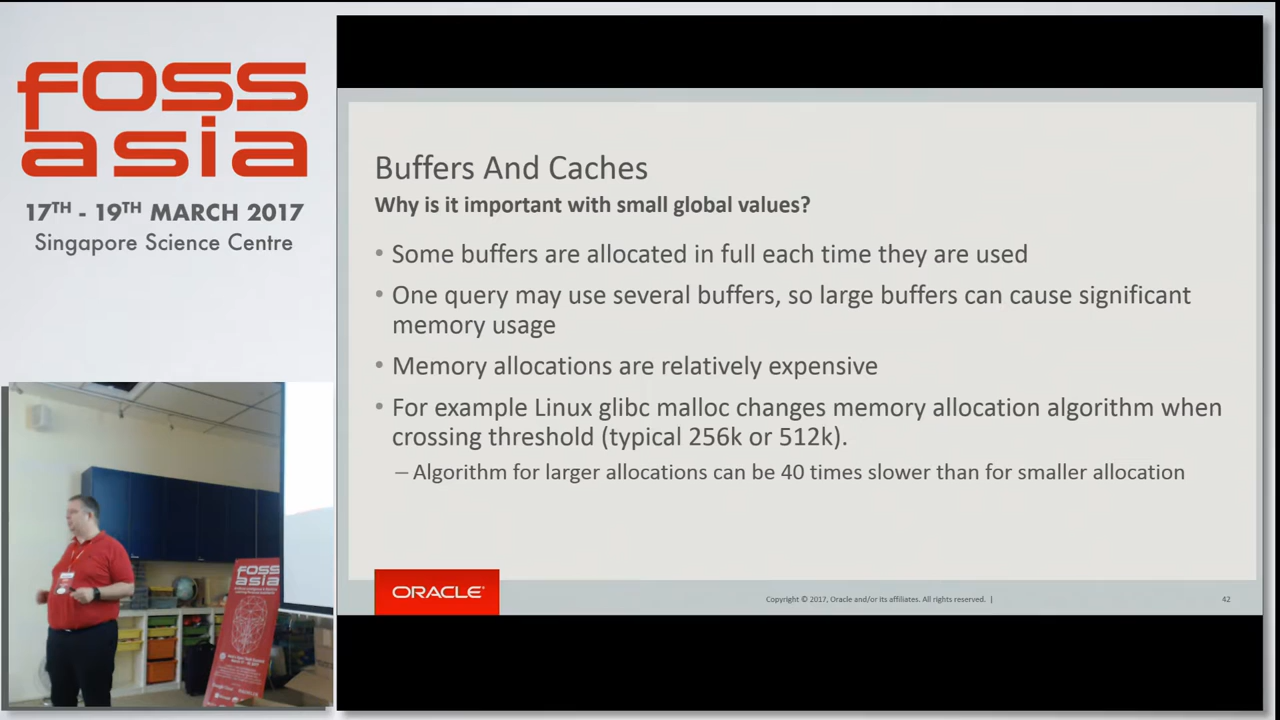 foss
asia
17TH - 19TH MARCH 2017
Singapore Science Centre
Buffers And Caches
Why is it important with small global values?
• Some buffers are allocated in full each time they are used
• One query may use several buffers, so large buffers can cause significant
memory usage
• Memory allocations are relatively expensive
• For example Linux glibc malloc changes memory allocation algorithm when
crossing threshold (typical 256k or 512k).
– Algorithm for larger allocations can be 40 times slower than for smaller allocation
ORACLE
Copyright © 2017, Oracle and/or its affiliates. All rights reserved. |
42
foss
asia